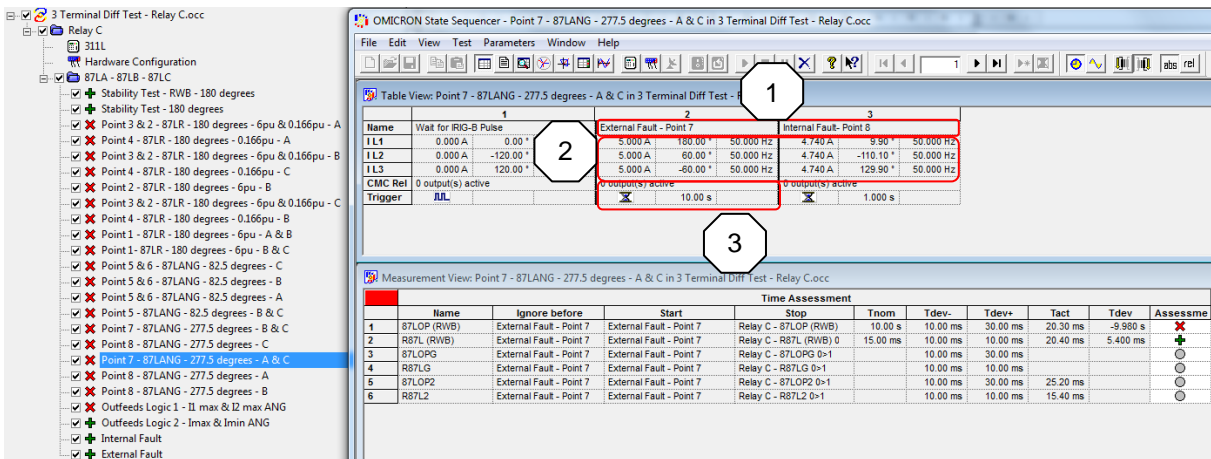 3 Terminal Diff Test - Relay C.occ
Relay C
311L
Hardware Configuration
87LA - 87LB - 87LC
Stability Test - RWB - 180 degrees
Stability Test - 180 degrees
Point 3 & 2 - 87LR - 180 degrees - 6pu & 0.166pu - A
Point 4 - 87LR - 180 degrees - 0.166pu - A
Point 3 & 2 - 87LR - 180 degrees - 6pu & 0.166pu - B
Point 4 - 87LR - 180 degrees - 0.166pu - C
Point 2 - 87LR - 180 degrees - 6pu - B
Point 3 & 2 - 87LR - 180 degrees - 6pu & 0.166pu - C
Point 4 - 87LR - 180 degrees - 0.166pu - B
Point 1 - 87LR - 180 degrees - 6pu - A & B
Point 1- 87LR - 180 degrees - 6pu - B & C
Point 5 & 6 - 87LANG - 82.5 degrees - C
Point 5 & 6 - 87LANG - 82.5 degrees - B
Point 5 & 6 - 87LANG - 82.5 degrees - A
Point 5 - 87LANG - 82.5 degrees - B & C
Point 7 - 87LANG - 277.5 degrees - B & C
Point 8 - 87LANG - 277.5 degrees - C
Point 7 - 87LANG - 277.5 degrees - A & C
Point 8 - 87LANG - 277.5 degrees - A
Point 8 - 87LANG - 277.5 degrees - B
Outfeeds Logic 1 - I1 max & I2 max ANG
Outfeeds Logic 2 - Imax & Imin ANG
Internal Fault
External Fault
OMICRON State Sequencer - Point 7 - 87LANG - 277.5 degrees - A & C in 3 Terminal Diff Test - Relay C.occ
File Edit View Test Parameters Window Help
1 abs rel
Table View: Point 7 - 87LANG - 277.5 degrees - A & C in 3 Terminal Diff Test - R
1
1 2 3
Name Wait for IRIG-B Pulse External Fault - Point 7 Internal Fault- Point 8
I L1 0.000 A 0.00 ° 5.000 A 180.00 ° 50.000 Hz 4.740 A 9.90 ° 50.000 Hz
I L2 0.000 A -120.00 ° 5.000 A 60.00 ° 50.000 Hz 4.740 A -110.10 ° 50.000 Hz
I L3 0.000 A 120.00 ° 5.000 A -60.00 ° 50.000 Hz 4.740 A 129.90 ° 50.000 Hz
CMC Rel 0 output(s) active 0 output(s) active 0 output(s) active
Trigger 10.00 s 1.000 s
2
3
Measurement View: Point 7 - 87LANG - 277.5 degrees - A & C in 3 Terminal Diff Test - Relay C.occ
Time Assessment
Name Ignore before Start Stop Tnom Tdev- Tdev+ Tact Tdev Assessme
1 87LOP (RWB) External Fault - Point 7 External Fault - Point 7 Relay C - 87LOP (RWB) 10.00 s 10.00 ms 30.00 ms 20.30 ms -9.980 s
2 R87L (RWB) External Fault - Point 7 External Fault - Point 7 Relay C - R87L (RWB) 0 15.00 ms 10.00 ms 10.00 ms 20.40 ms 5.400 ms
3 87LOPG External Fault - Point 7 External Fault - Point 7 Relay C - 87LOPG 0>1 10.00 ms 30.00 ms
4 R87LG External Fault - Point 7 External Fault - Point 7 Relay C - R87LG 0>1 10.00 ms 10.00 ms
5 87LOP2 External Fault - Point 7 External Fault - Point 7 Relay C - 87LOP2 0>1 10.00 ms 30.00 ms 25.20 ms
6 R87L2 External Fault - Point 7 External Fault - Point 7 Relay C - R87L2 0>1 10.00 ms 10.00 ms 15.40 ms